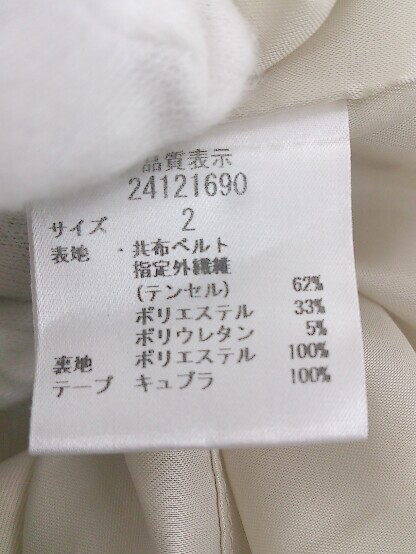 品質表示
24121690
サイズ 2
表地 ・共布ベルト
指定外繊維
(テンセル) 62%
ポリエステル 33%
ポリウレタン 5%
裏地 ポリエステル 100%
テープ キュプラ 100%